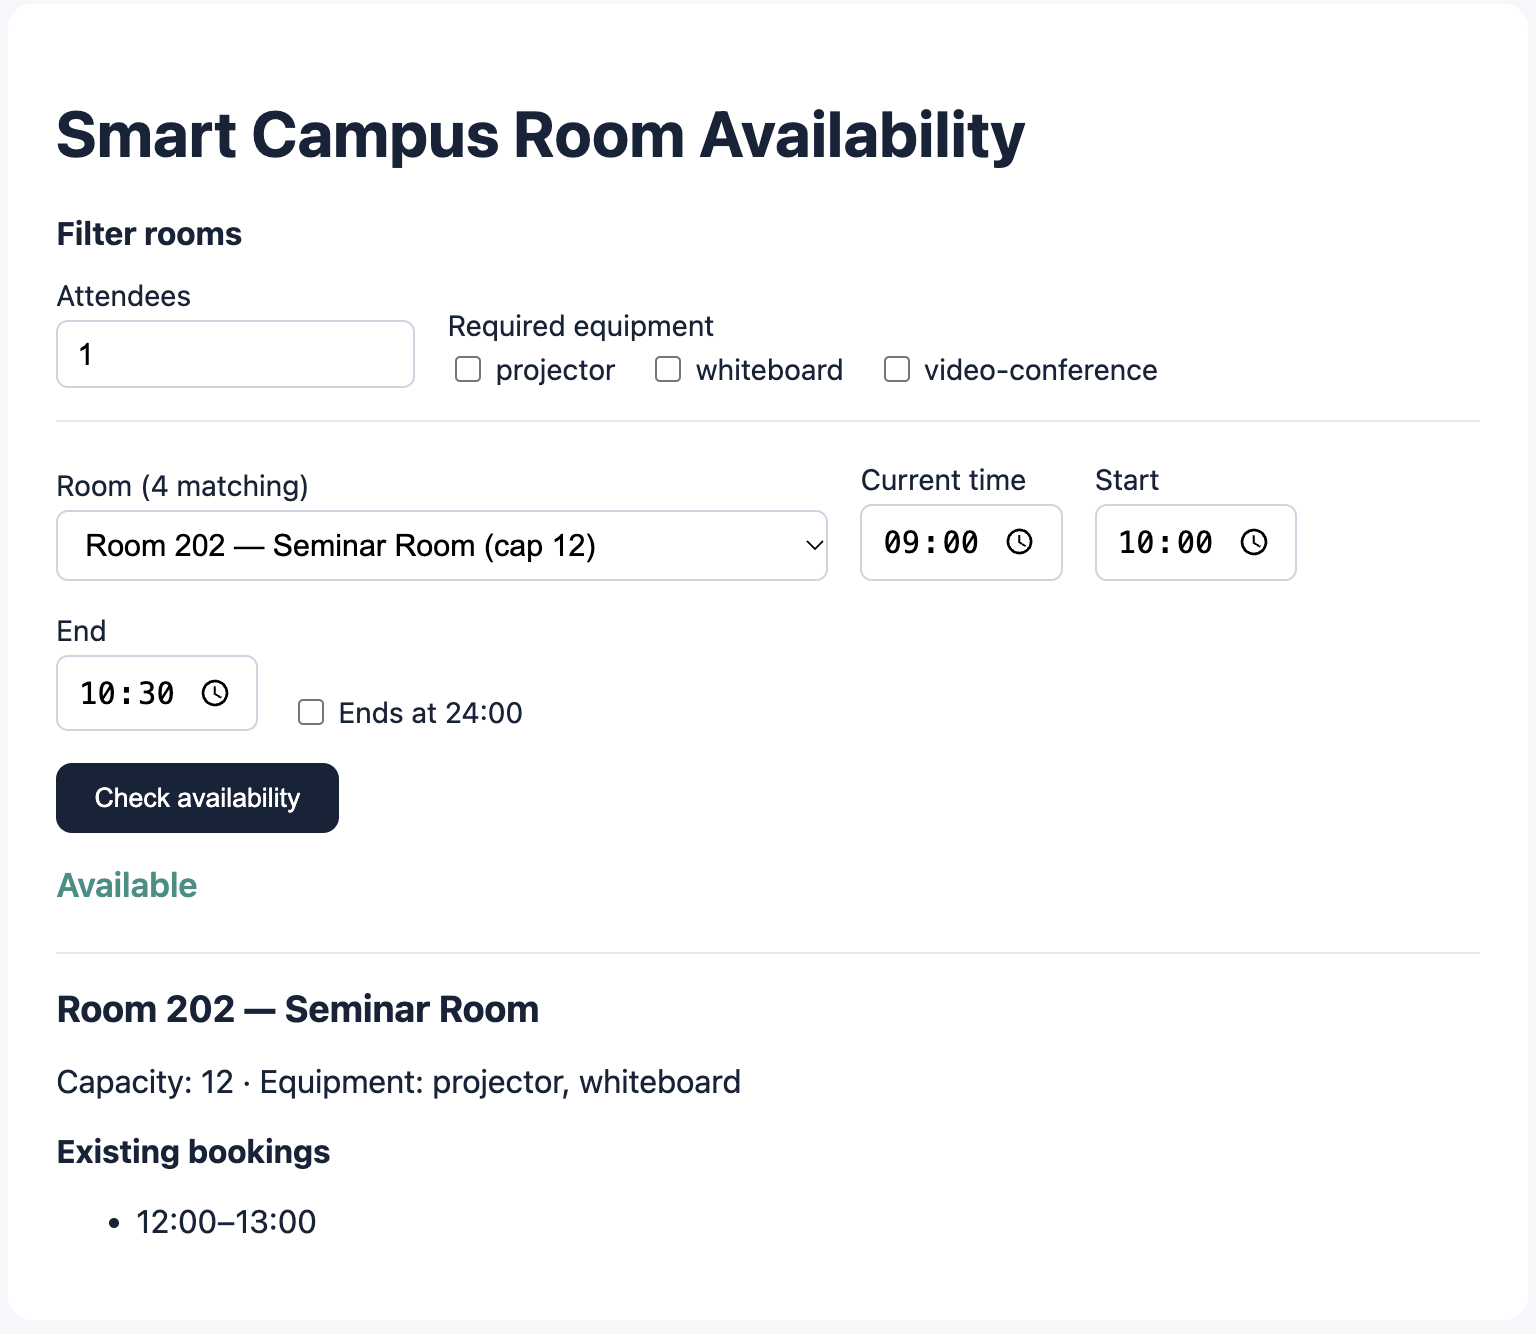 Smart Campus Room Availability
Filter rooms
Attendees
1
Required equipment
projector whiteboard video-conference
Room (4 matching)
Room 202 — Seminar Room (cap 12)
Current time
09:00
Start
10:00
End
10:30
Ends at 24:00
Check availability
Available
Room 202 — Seminar Room
Capacity: 12 · Equipment: projector, whiteboard
Existing bookings
• 12:00–13:00